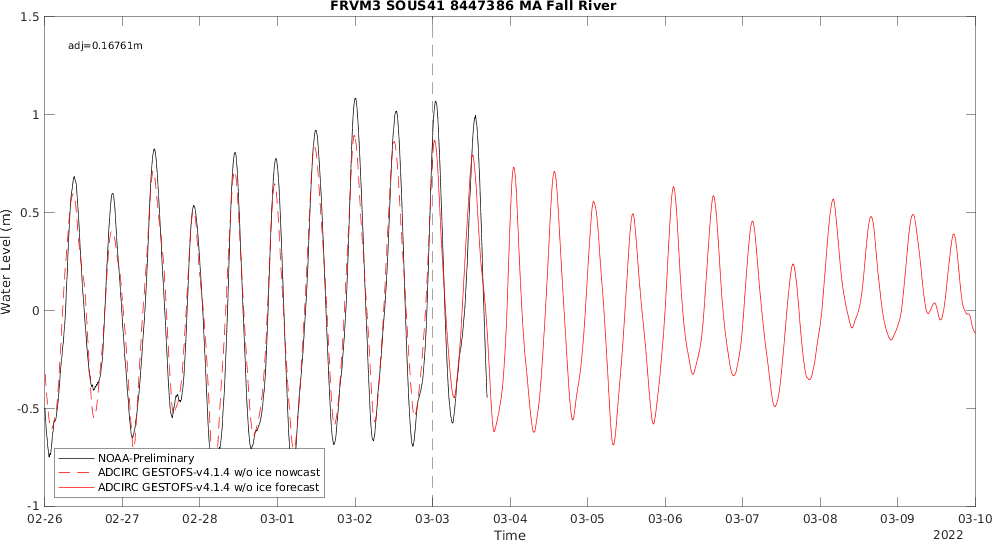 FRVM3 SOUS41 8447386 MA Fall River
adj=0.16761m
Water Level (m)
1.5
1
0.5
0
-0.5
-1
NOAA-Preliminary
ADCIRC GESTOFS-v4.1.4 w/o ice nowcast
ADCIRC GESTOFS-v4.1.4 w/o ice forecast
02-26 02-27 02-28 03-01 03-02 03-03 03-04 03-05 03-06 03-07 03-08 03-09 03-10
Time
2022